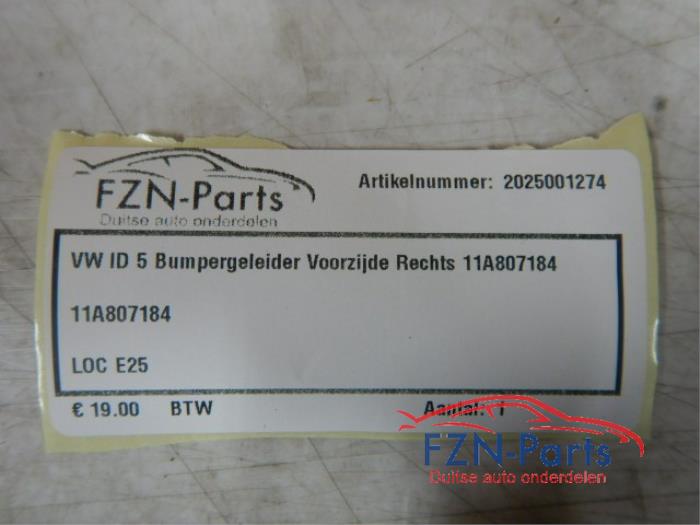 FZN-Parts
Duitse auto onderdelen
Artikelnummer: 2025001274
VW ID 5 Bumpergeleider Voorzijde Rechts 11A807184
11A807184
LOC E25
€ 19.00 BTW Aantal: 1
FZN-Parts
Duitse auto onderdelen